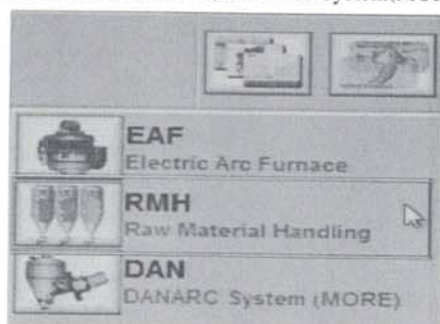 EAF
Electric Arc Furnace
RMH
Raw Material Handling
DAN
DANARC System (MORE)